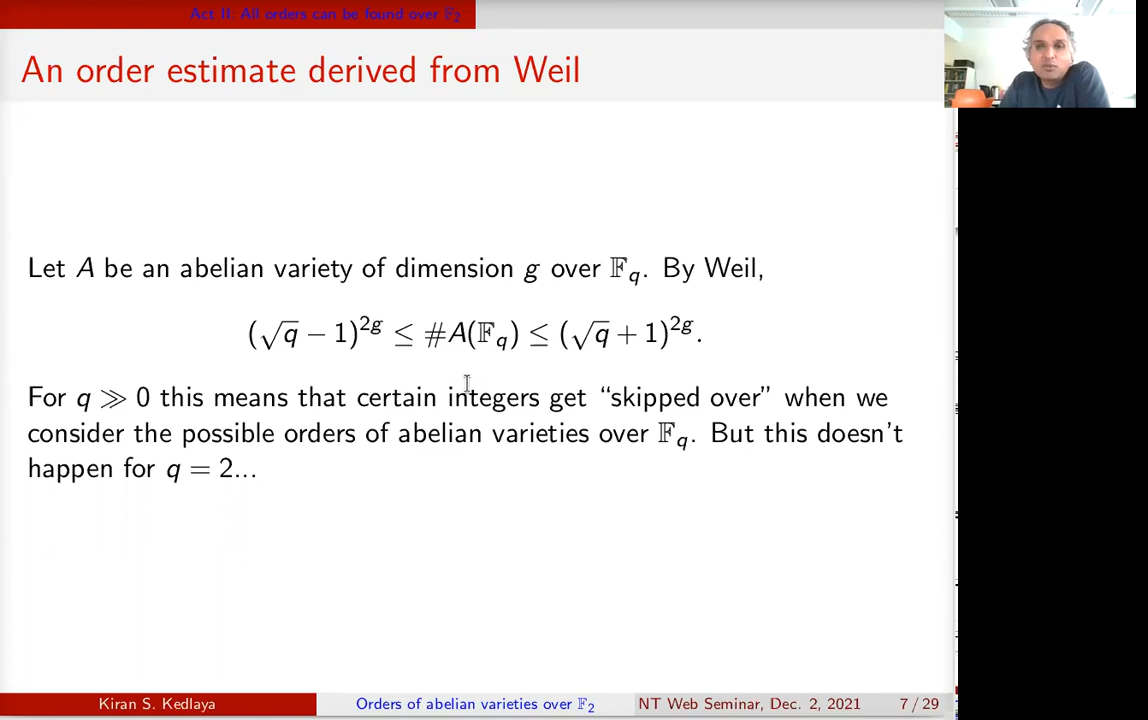 Act II: All orders can be found over 𝔽₂
An order estimate derived from Weil
Let A be an abelian variety of dimension g over 𝔽_q. By Weil,
(√q − 1)^{2g} ≤ #A(𝔽_q) ≤ (√q + 1)^{2g}.
For q ≫ 0 this means that certain integers get “skipped over” when we
consider the possible orders of abelian varieties over 𝔽_q. But this doesn't
happen for q = 2...
Kiran S. Kedlaya
Orders of abelian varieties over 𝔽₂
NT Web Seminar, Dec. 2, 2021
7 / 29